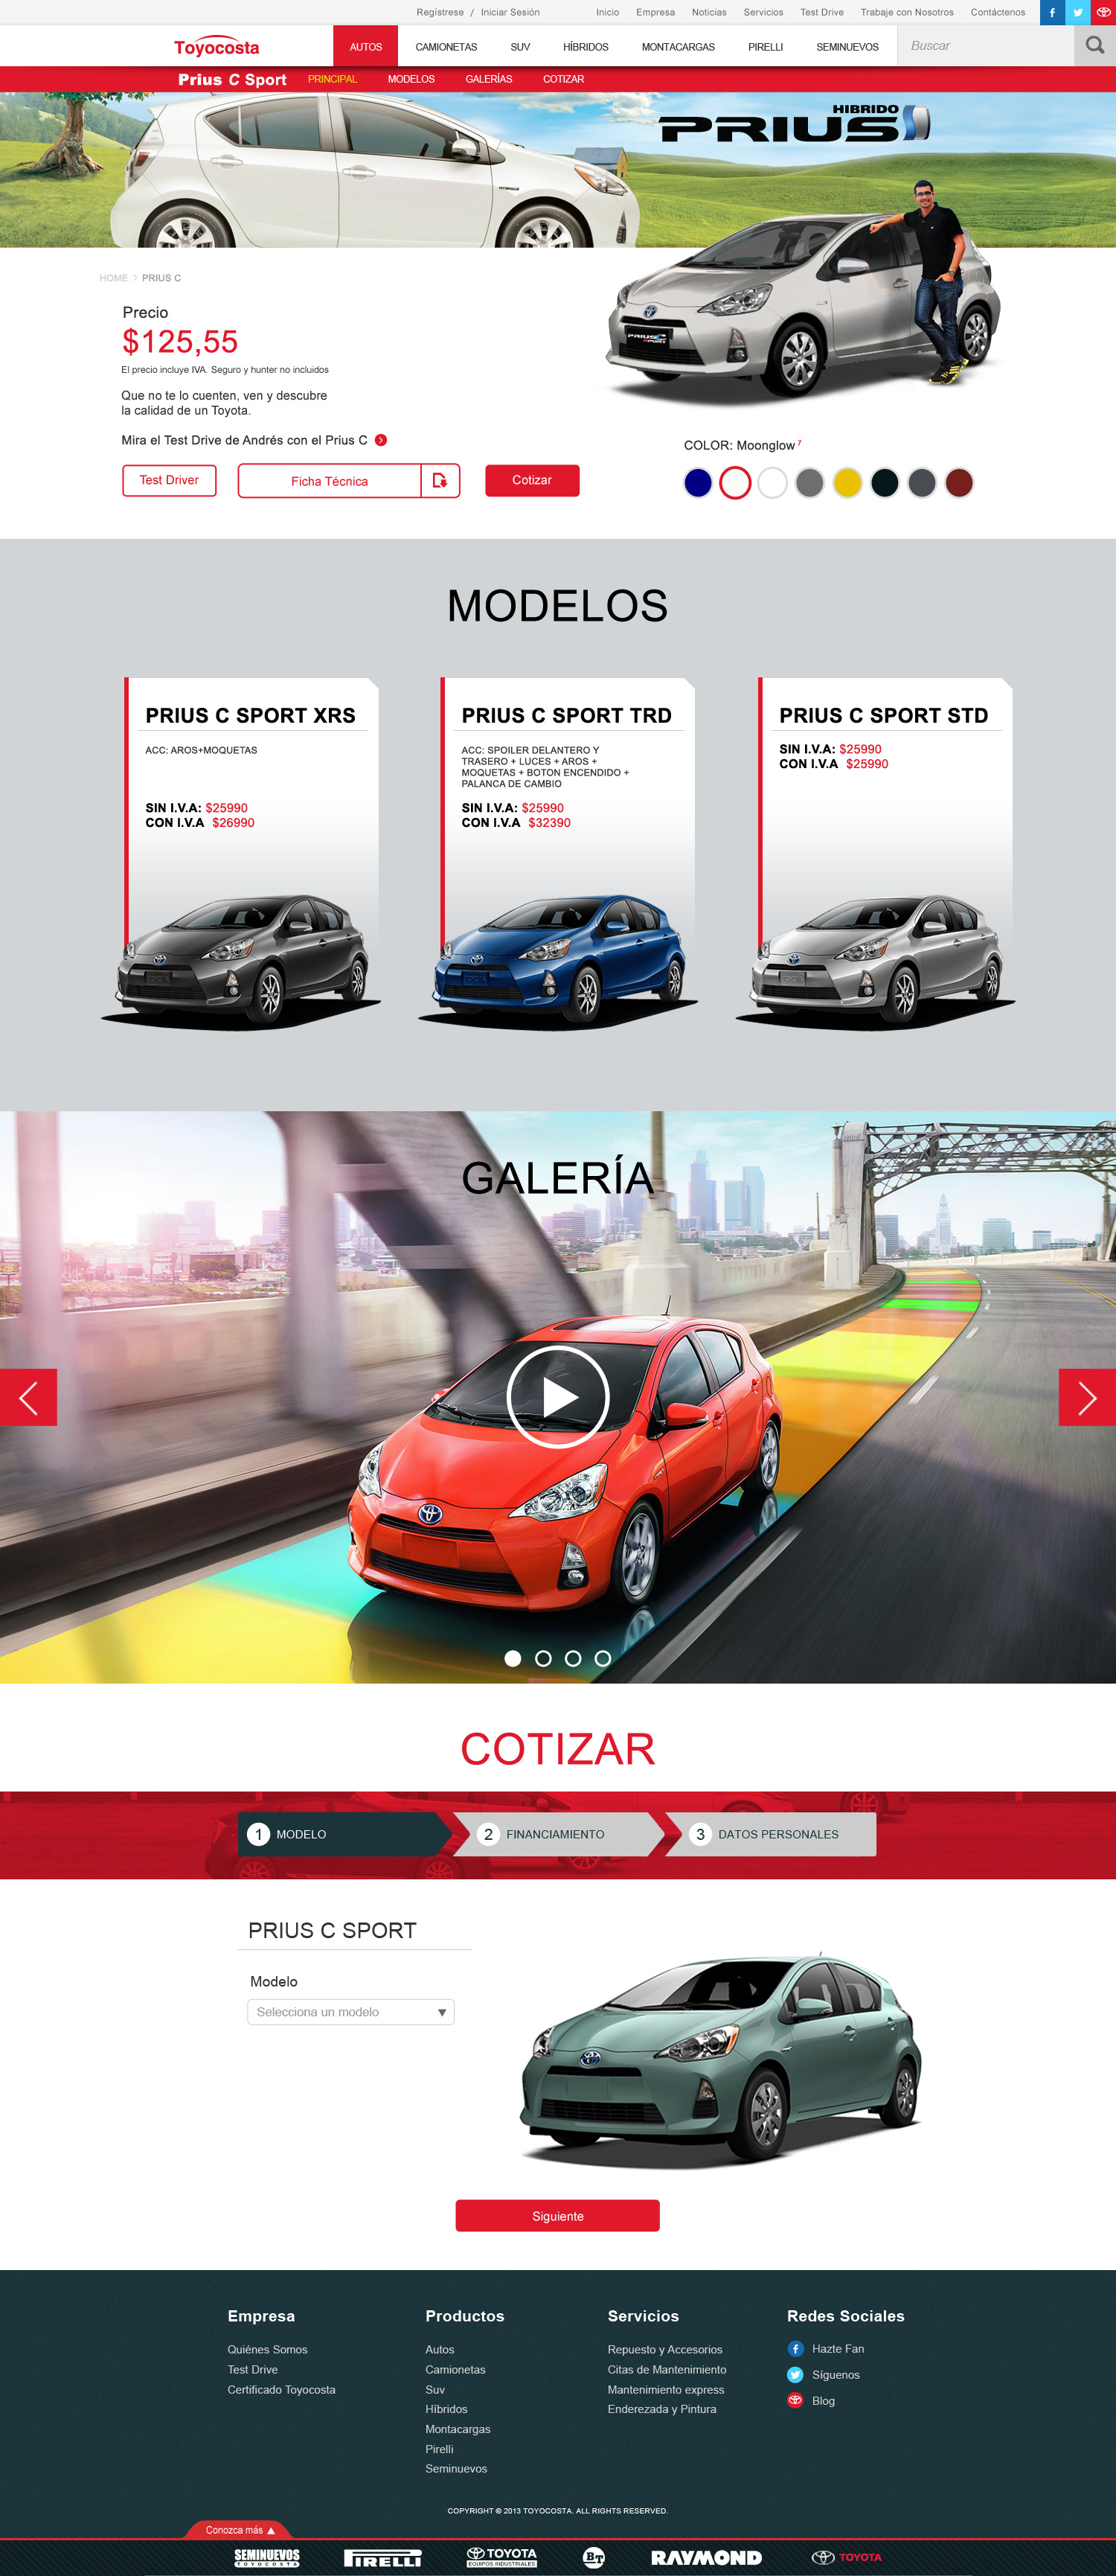 Regístrese / Iniciar Sesión Inicio Empresa Noticias Servicios Test Drive Trabaje con Nosotros Contáctenos
Toyocosta AUTOS CAMIONETAS SUV HÍBRIDOS MONTACARGAS PIRELLI SEMINUEVOS Buscar
Prius C Sport PRINCIPAL MODELOS GALERÍAS COTIZAR
HIBRIDO
PRIUS
HOME > PRIUS C
Precio
$125,55
El precio incluye IVA. Seguro y hunter no incluidos
Que no te lo cuenten, ven y descubre
la calidad de un Toyota.
Mira el Test Drive de Andrés con el Prius C
Test Driver Ficha Técnica Cotizar
PRIUS C
SPORT
COLOR: Moonglow 7
MODELOS
PRIUS C SPORT XRS
ACC: AROS+MOQUETAS
SIN I.V.A: $25990
CON I.V.A $26990
PRIUS C SPORT TRD
ACC: SPOILER DELANTERO Y
TRASERO + LUCES + AROS +
MOQUETAS + BOTON ENCENDIDO +
PALANCA DE CAMBIO
SIN I.V.A: $25990
CON I.V.A $32390
PRIUS C SPORT STD
SIN I.V.A: $25990
CON I.V.A $25990
GALERÍA
COTIZAR
1 MODELO 2 FINANCIAMIENTO 3 DATOS PERSONALES
PRIUS C SPORT
Modelo
Selecciona un modelo
Siguiente
Empresa
Quiénes Somos
Test Drive
Certificado Toyocosta
Productos
Autos
Camionetas
Suv
Híbridos
Montacargas
Pirelli
Seminuevos
Servicios
Repuesto y Accesorios
Citas de Mantenimiento
Mantenimiento express
Enderezada y Pintura
Redes Sociales
Hazte Fan
Síguenos
Blog
COPYRIGHT © 2013 TOYOCOSTA. ALL RIGHTS RESERVED.
Conozca más
SEMINUEVOS
TOYOCOSTA
PIRELLI
TOYOTA
EQUIPOS INDUSTRIALES
BT
RAYMOND
TOYOTA